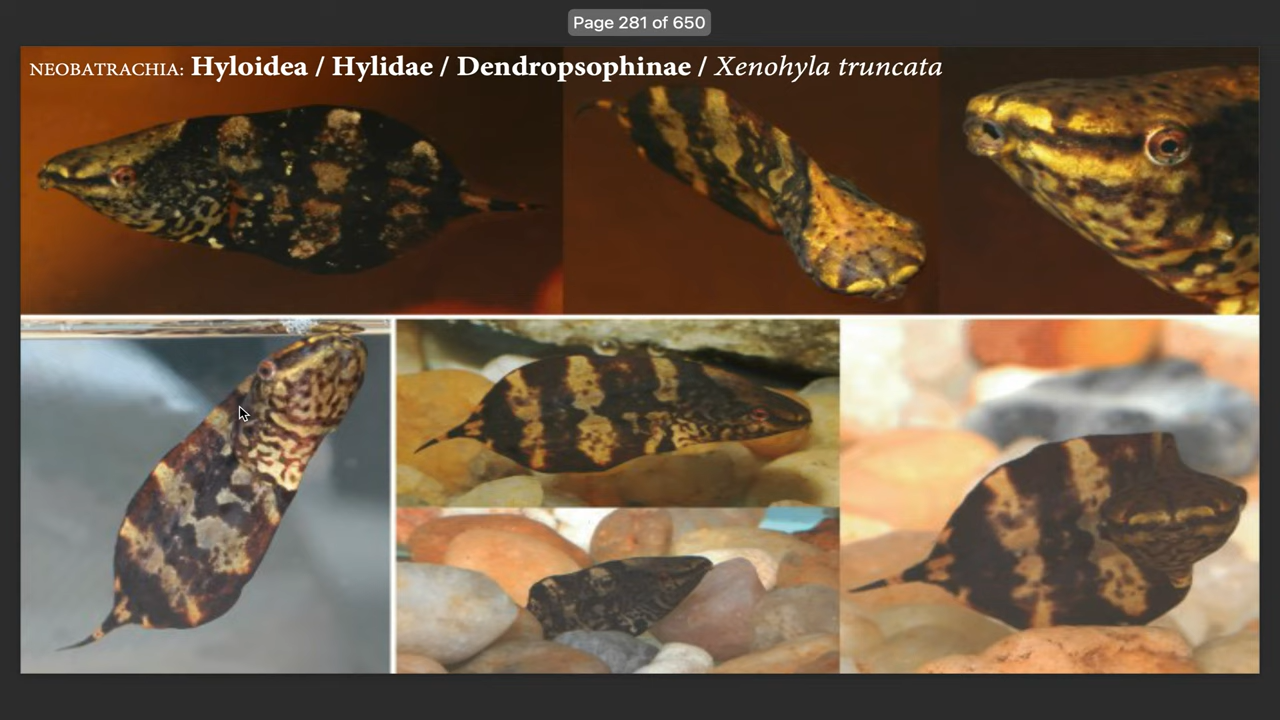 Page 281 of 650
NEOBATRACHIA: Hyloidea / Hylidae / Dendropsophinae / Xenohyla truncata